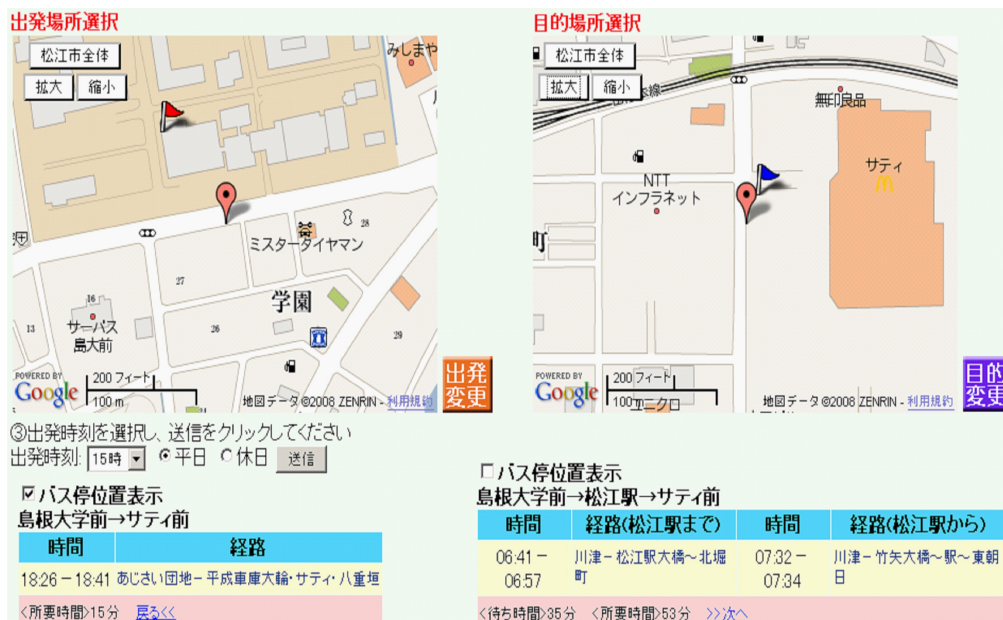 出発場所選択
松江市全体
拡大 縮小
みしまや
ミスタータイヤマン
28
27
学園
16
サーパス
島大前
13
26
29
POWERED BY
Google
200 フィート
100 m
地図データ ©2008 ZENRIN - 利用規約
出発
変更
目的場所選択
松江市全体
拡大 縮小
線
無印良品
サティ
NTT
インフラネット
町
POWERED BY
Google
200 フィート
100 m
ユニクロ
地図データ ©2008 ZENRIN - 利用規約
目的
変更
③出発時刻を選択し、送信をクリックしてください
出発時刻: 15時 平日 休日 送信
バス停位置表示
島根大学前→サティ前
時間 経路
18:26-18:41 あじさい団地-平成車庫大輪・サティ・八重垣
<所要時間>15分 戻る<<
バス停位置表示
島根大学前→松江駅→サティ前
時間 経路(松江駅まで) 時間 経路(松江駅から)
06:41- 川津-松江駅大橋～北堀 07:32- 川津-竹矢大橋～駅～東朝
06:57 町 07:34 日
<待ち時間>35分 <所要時間>53分 >>次へ